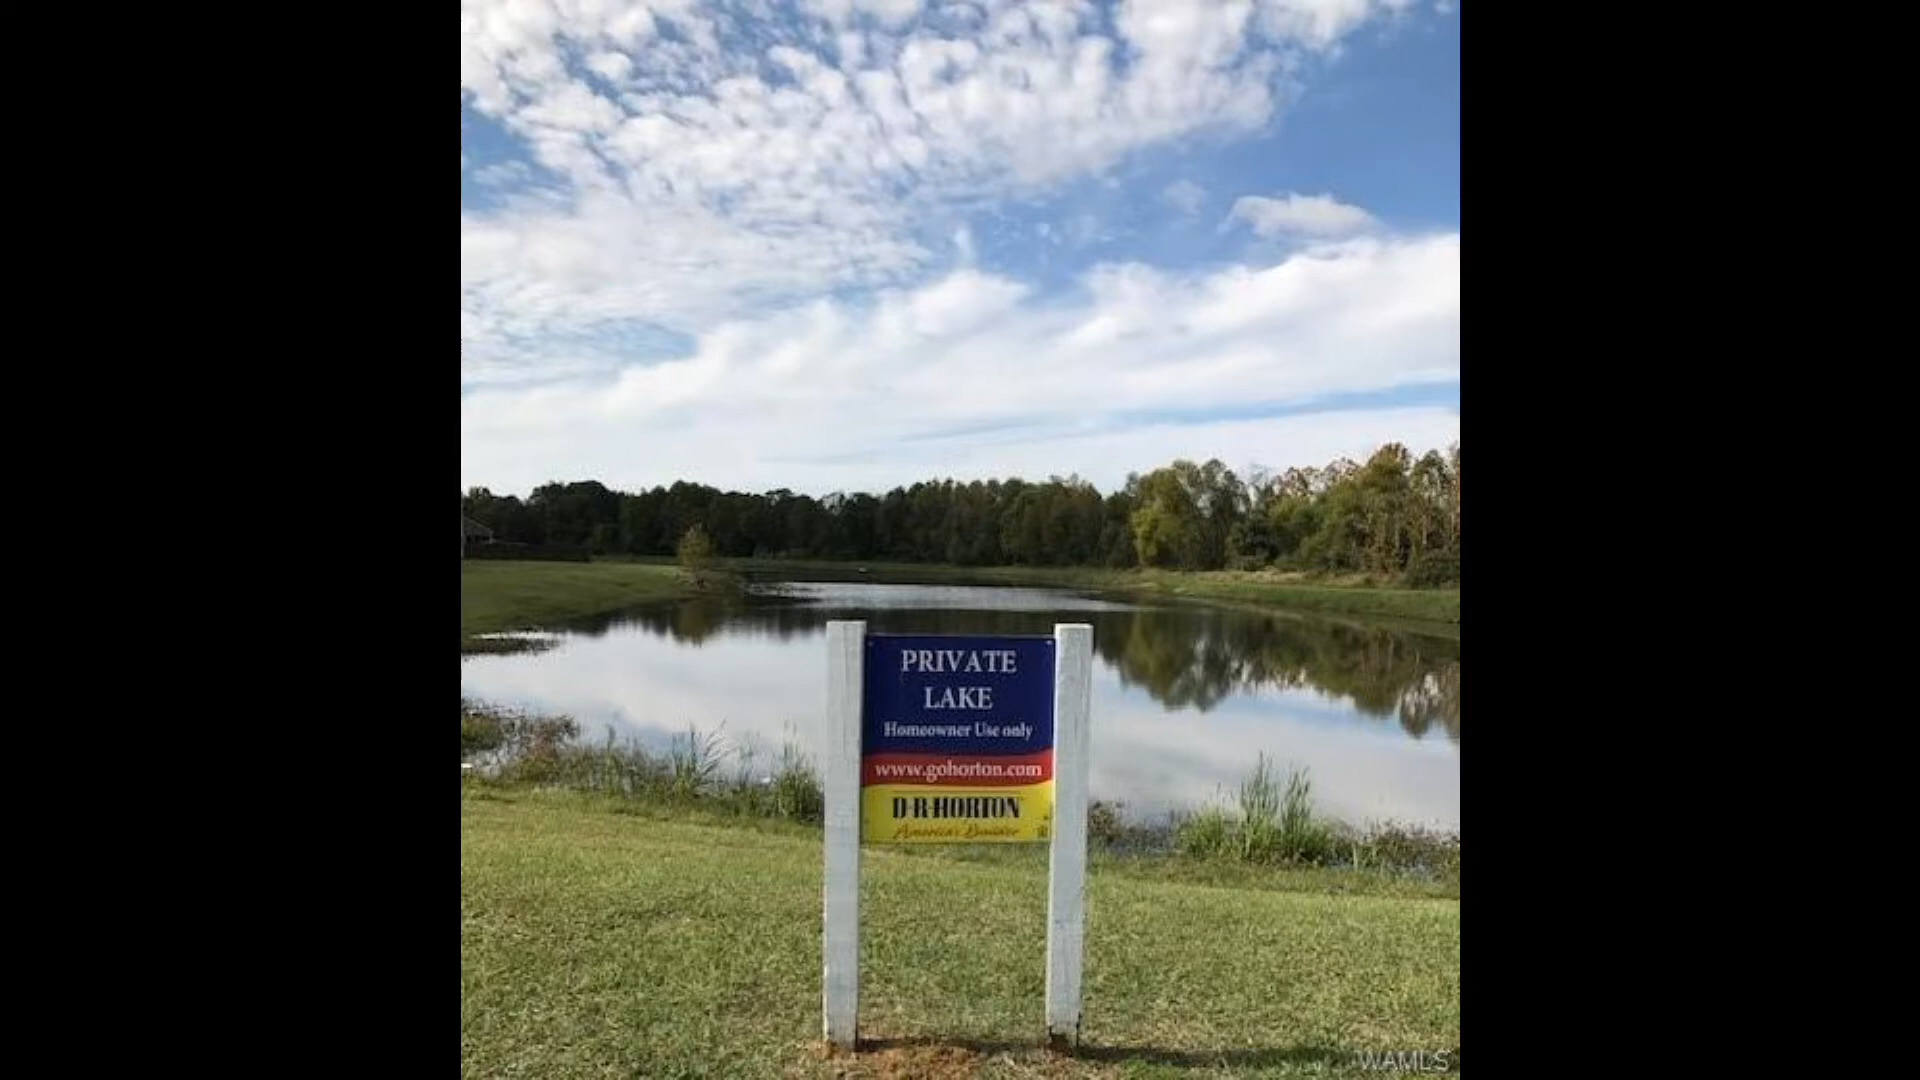 PRIVATE
LAKE
Homeowner Use only
www.gohorton.com
D·R·HORTON
America's Builder
WAMLS